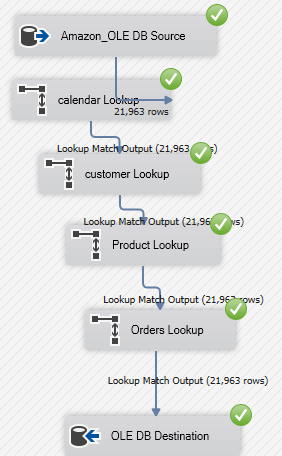 Amazon_OLE DB Source
calendar Lookup
21,963 rows
Lookup Match Output (21,963 rows)
customer Lookup
Lookup Match Output (21,963 rows)
Product Lookup
Lookup Match Output (21,963 rows)
Orders Lookup
Lookup Match Output (21,963 rows)
OLE DB Destination